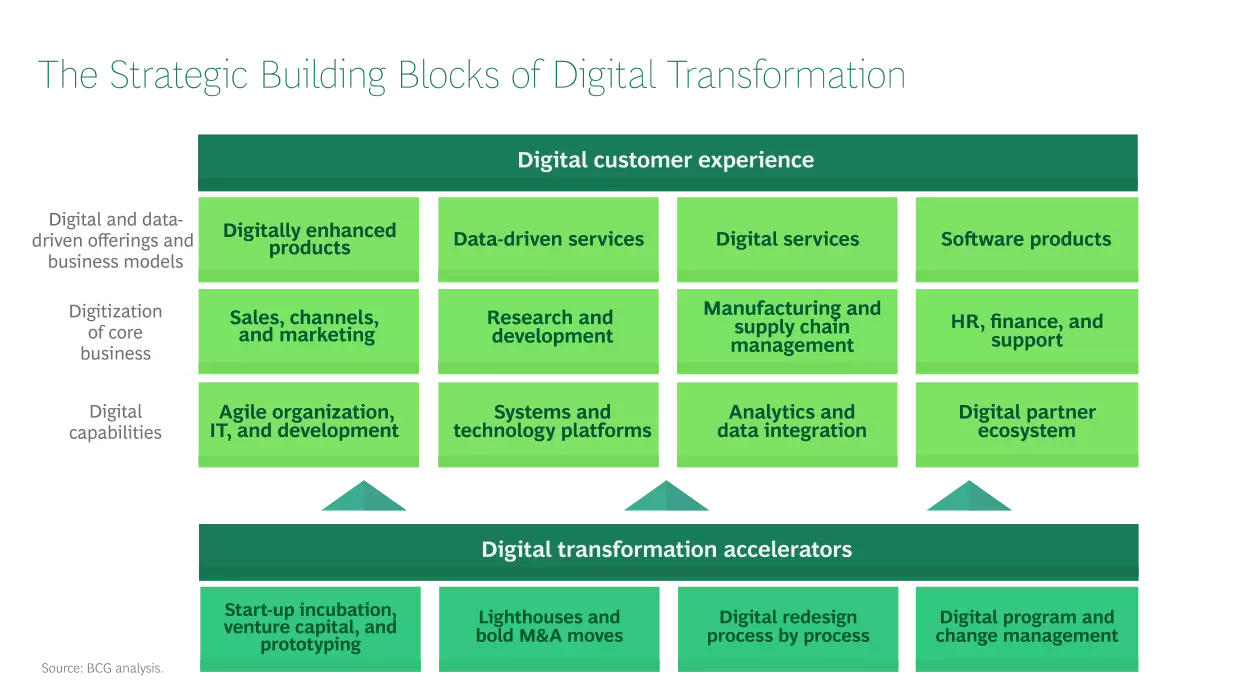 The Strategic Building Blocks of Digital Transformation
Digital customer experience
Digital and data-
driven offerings and
business models
Digitally enhanced
products
Data-driven services
Digital services
Software products
Digitization
of core
business
Sales, channels,
and marketing
Research and
development
Manufacturing and
supply chain
management
HR, finance, and
support
Digital
capabilities
Agile organization,
IT, and development
Systems and
technology platforms
Analytics and
data integration
Digital partner
ecosystem
Digital transformation accelerators
Start-up incubation,
venture capital, and
prototyping
Lighthouses and
bold M&A moves
Digital redesign
process by process
Digital program and
change management
Source: BCG analysis.